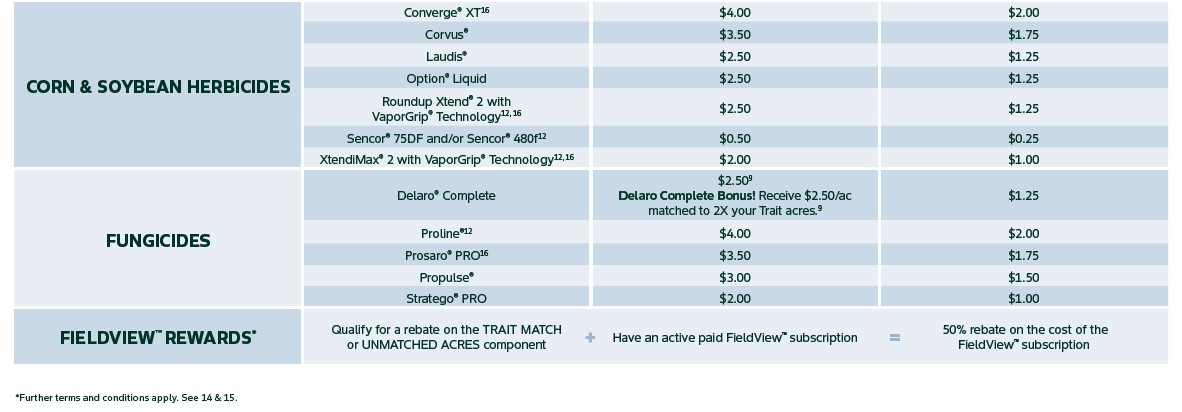 CORN & SOYBEAN HERBICIDES
Converge® XT¹⁶ $4.00 $2.00
Corvus® $3.50 $1.75
Laudis® $2.50 $1.25
Option® Liquid $2.50 $1.25
Roundup Xtend® 2 with
VaporGrip® Technology¹²,¹⁶ $2.50 $1.25
Sencor® 75DF and/or Sencor® 480f¹² $0.50 $0.25
XtendiMax® 2 with VaporGrip® Technology¹²,¹⁶ $2.00 $1.00
FUNGICIDES
Delaro® Complete
$2.50⁹
Delaro Complete Bonus! Receive $2.50/ac
matched to 2X your Trait acres.⁹
$1.25
Proline®¹² $4.00 $2.00
Prosaro® PRO¹⁶ $3.50 $1.75
Propulse® $3.00 $1.50
Stratego® PRO $2.00 $1.00
FIELDVIEW™ REWARDS*
Qualify for a rebate on the TRAIT MATCH
or UNMATCHED ACRES component
+
Have an active paid FieldView™ subscription
=
50% rebate on the cost of the
FieldView™ subscription
*Further terms and conditions apply. See 14 & 15.